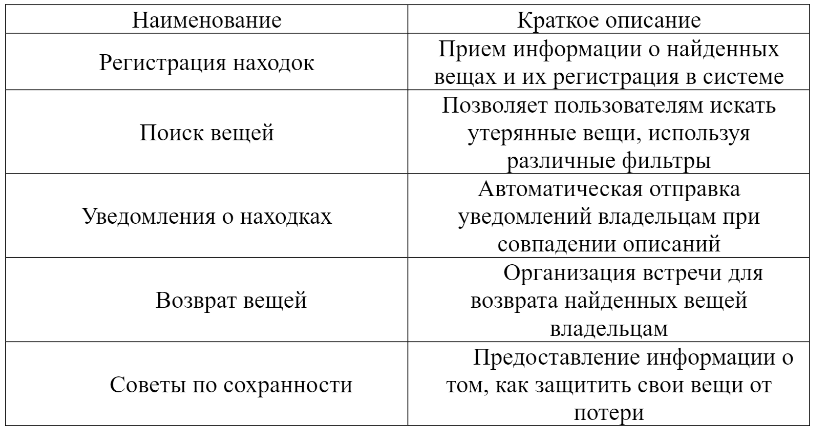 Наименование
Краткое описание
Регистрация находок
Прием информации о найденных
вещах и их регистрация в системе
Поиск вещей
Позволяет пользователям искать
утерянные вещи, используя
различные фильтры
Уведомления о находках
Автоматическая отправка
уведомлений владельцам при
совпадении описаний
Возврат вещей
Организация встречи для
возврата найденных вещей
владельцам
Советы по сохранности
Предоставление информации о
том, как защитить свои вещи от
потери